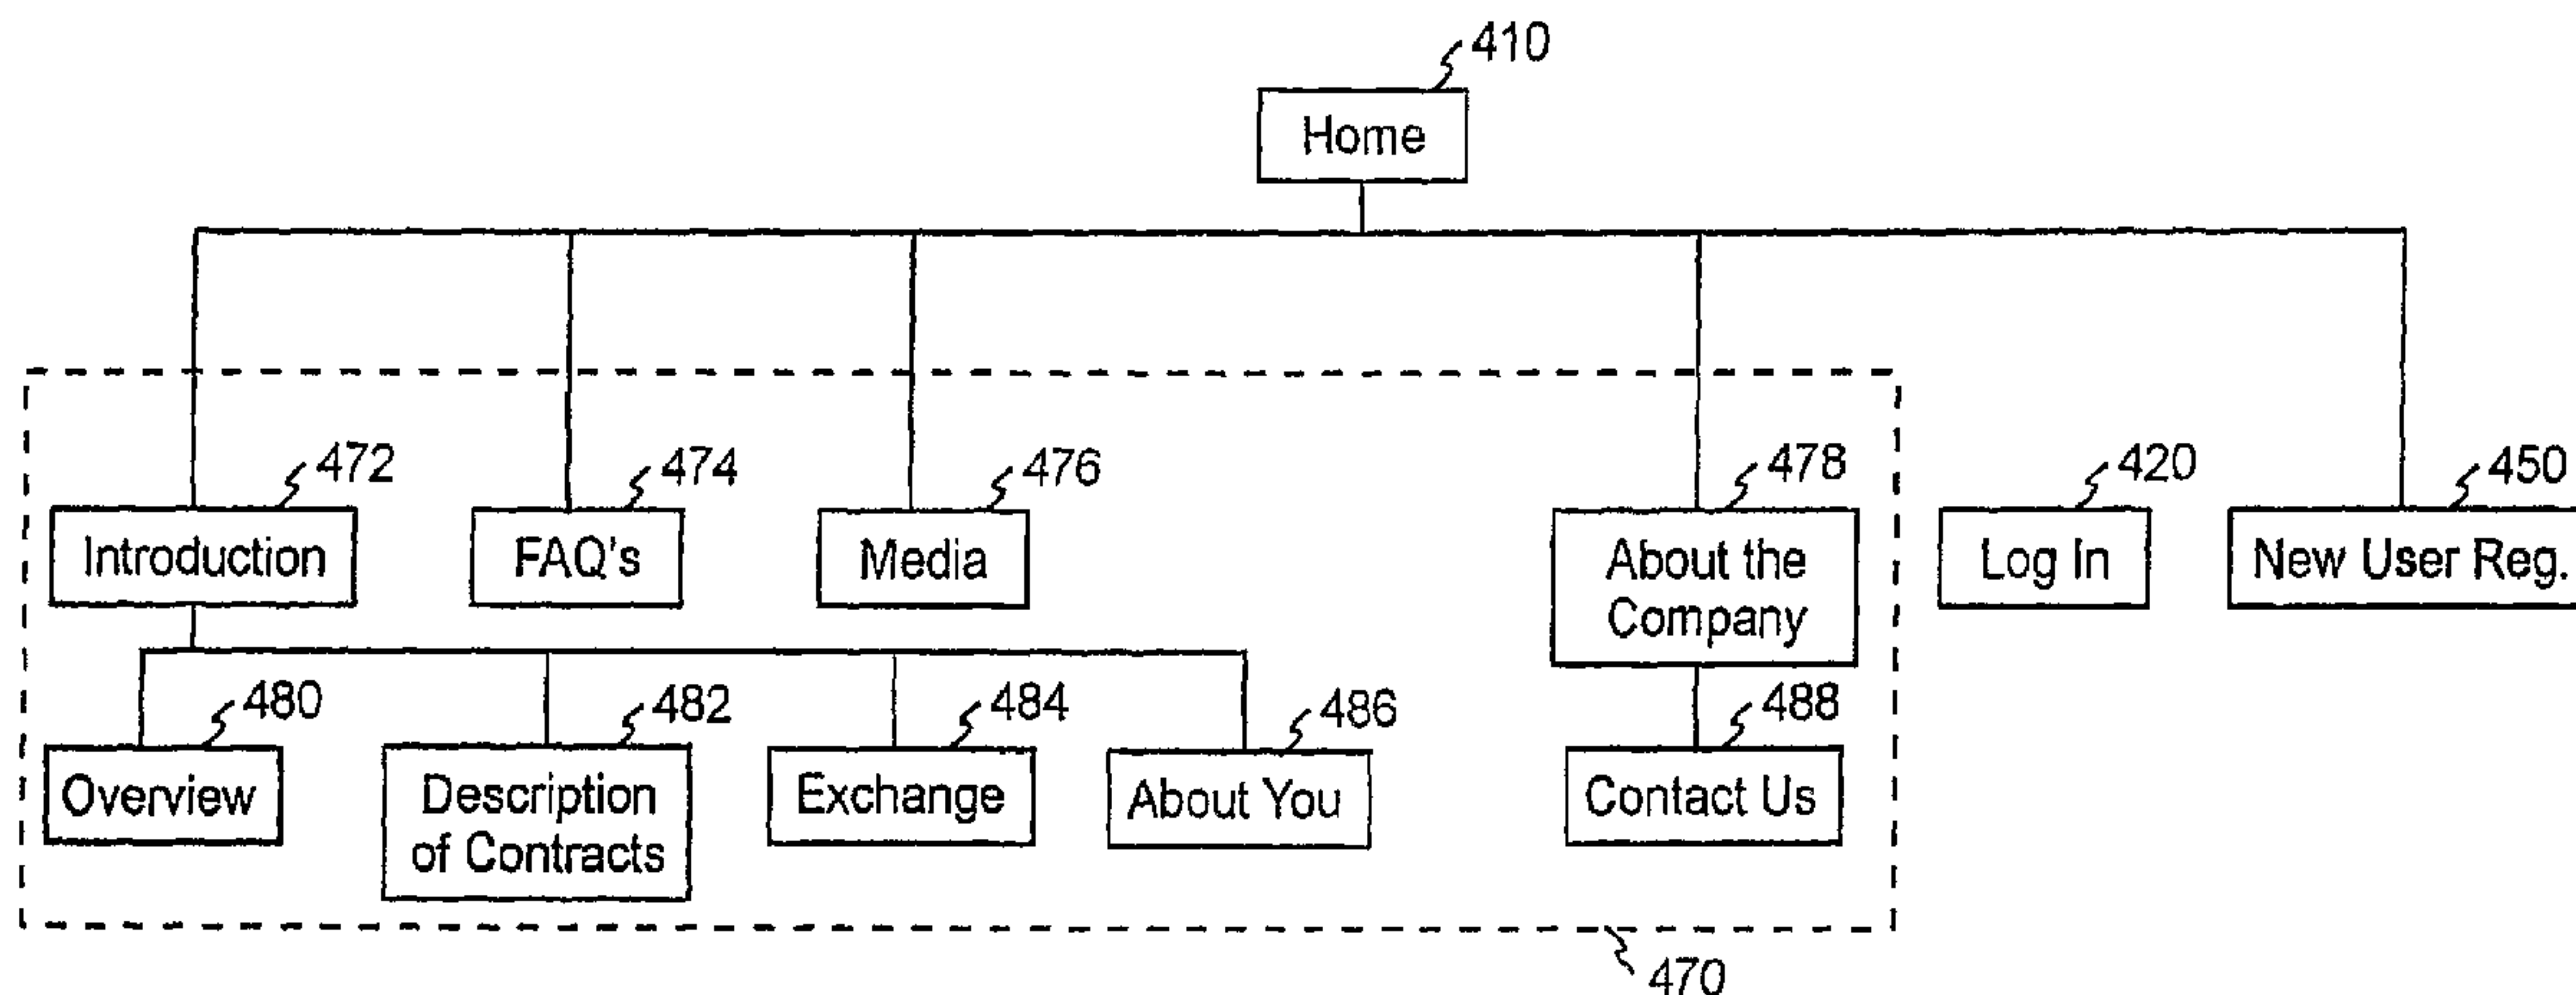 410
Home
472
474
476
478
420
450
Introduction
FAQ's
Media
About the
Company
Log In
New User Reg.
480
482
484
486
488
Overview
Description
of Contracts
Exchange
About You
Contact Us
470